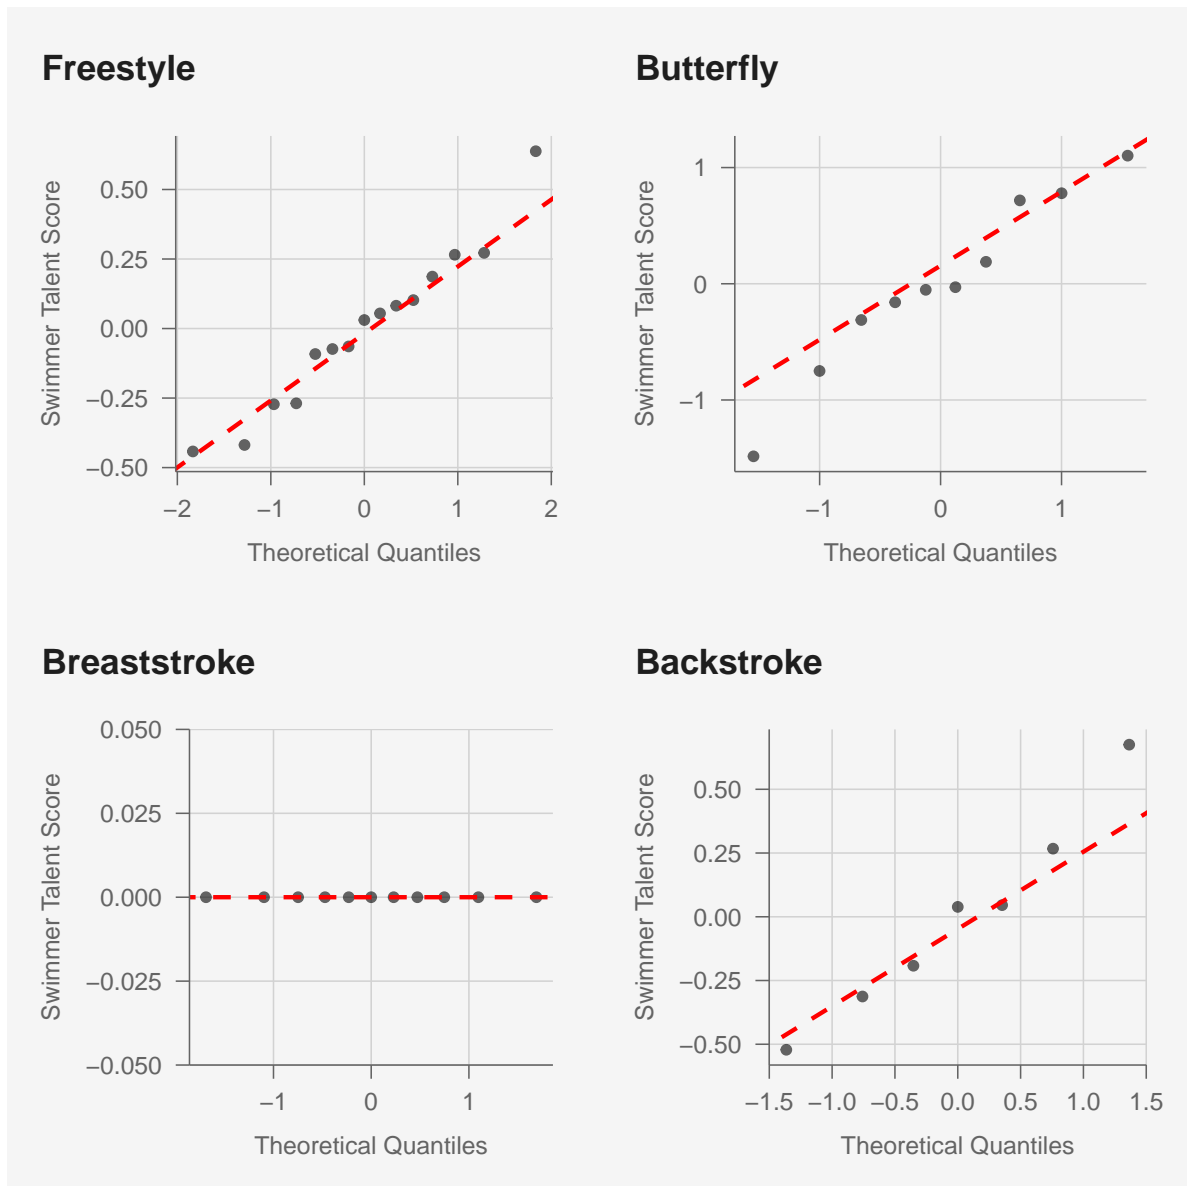 Freestyle
Swimmer Talent Score
0.50
0.25
0.00
−0.25
−0.50
−2 −1 0 1 2
Theoretical Quantiles
Butterfly
Swimmer Talent Score
1
0
−1
−1 0 1
Theoretical Quantiles
Breaststroke
Swimmer Talent Score
0.050
0.025
0.000
−0.025
−0.050
−1 0 1
Theoretical Quantiles
Backstroke
Swimmer Talent Score
0.50
0.25
0.00
−0.25
−0.50
−1.5 −1.0 −0.5 0.0 0.5 1.0 1.5
Theoretical Quantiles